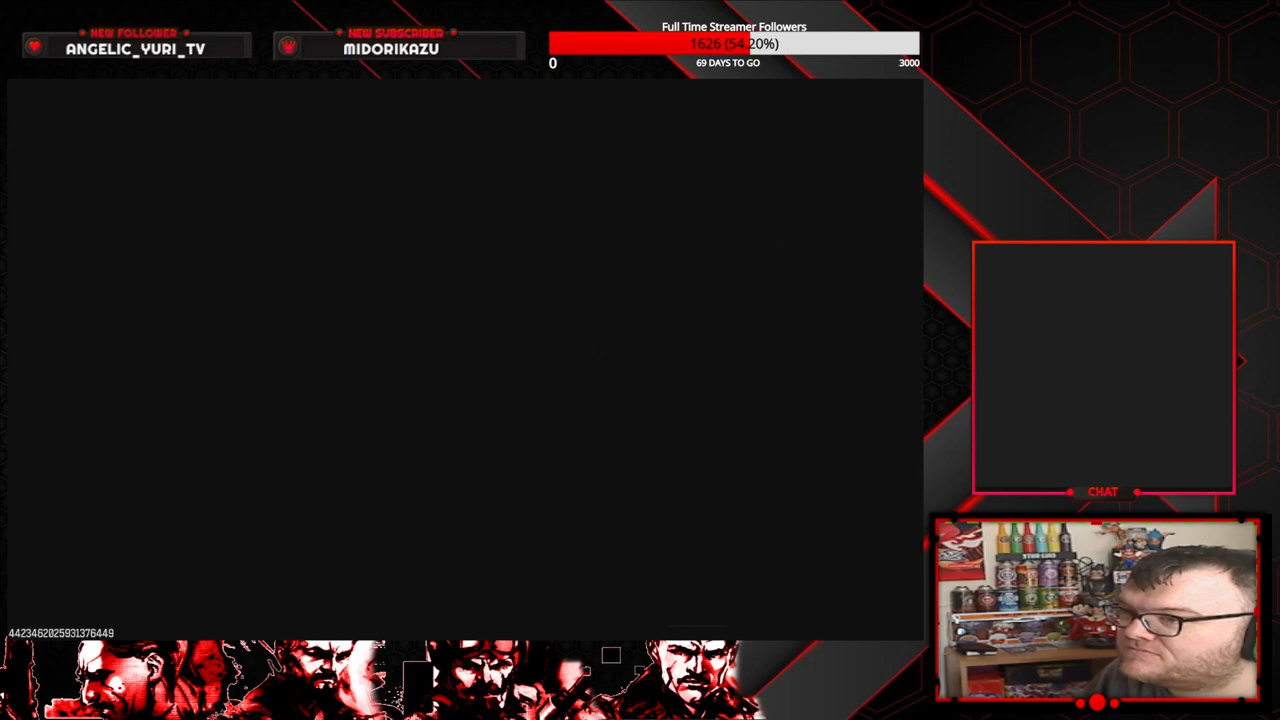 NEW FOLLOWER
ANGELIC_YURI_TV
NEW SUBSCRIBER
MIDORIKAZU
Full Time Streamer Followers
1626 (54.20%)
0
69 DAYS TO GO
3000
CHAT
4423462025931376449